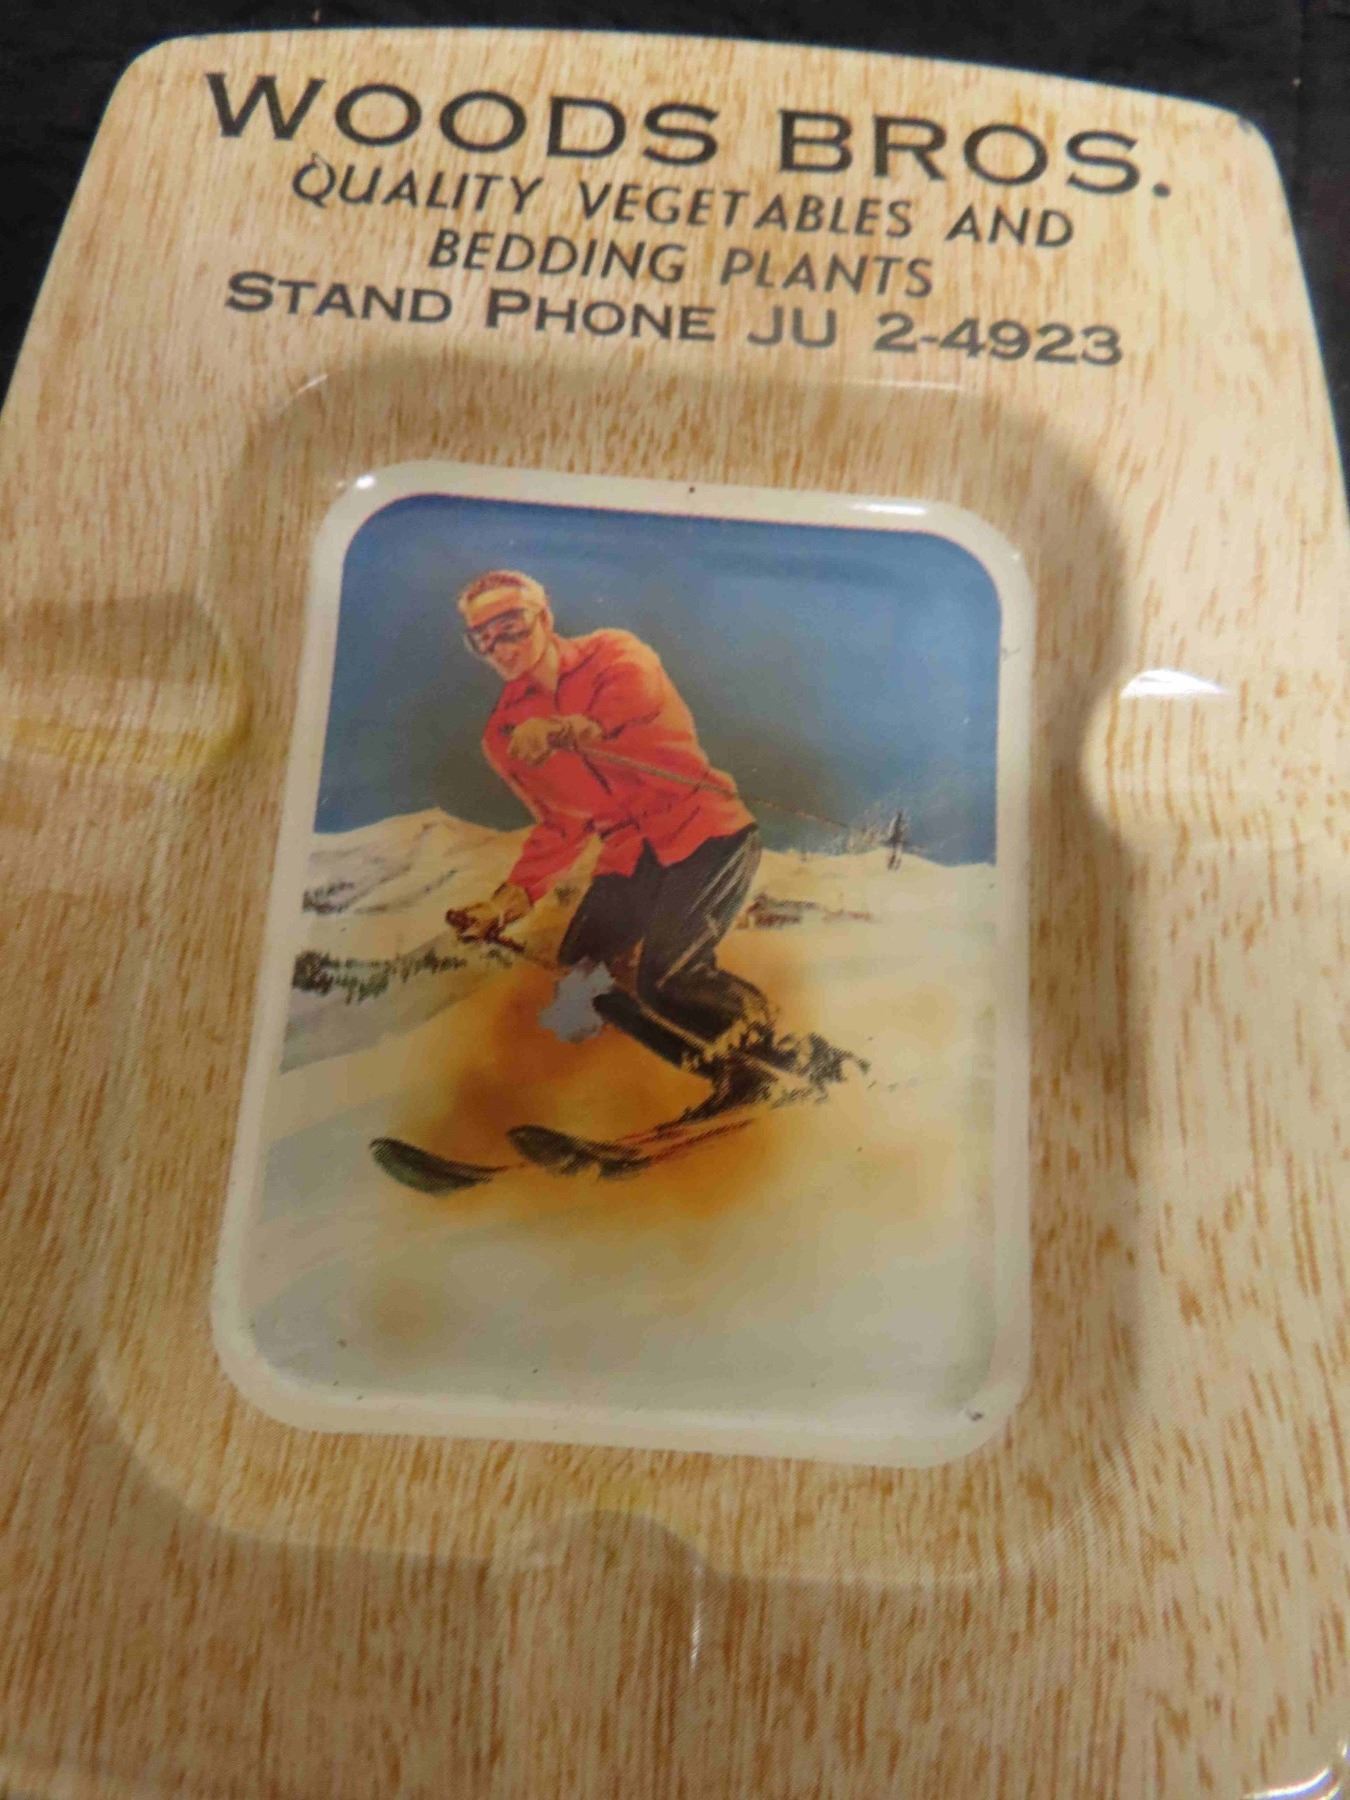 WOODS BROS.
QUALITY VEGETABLES AND
BEDDING PLANTS
STAND PHONE JU 2-4923